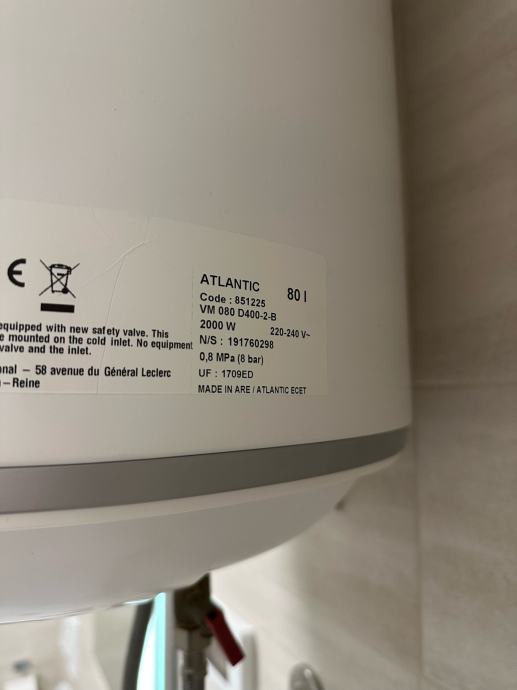 CE
equipped with new safety valve. This
mounted on the cold inlet. No equipment
valve and the inlet.
58 avenue du Général Leclerc
–Reine
ATLANTIC 80 l
Code : 851225
VM 080 D400-2-B
2000 W 220-240 V~
N/S : 191760298
0,8 MPa (8 bar)
UF : 1709ED
MADE IN ARE / ATLANTIC ECET